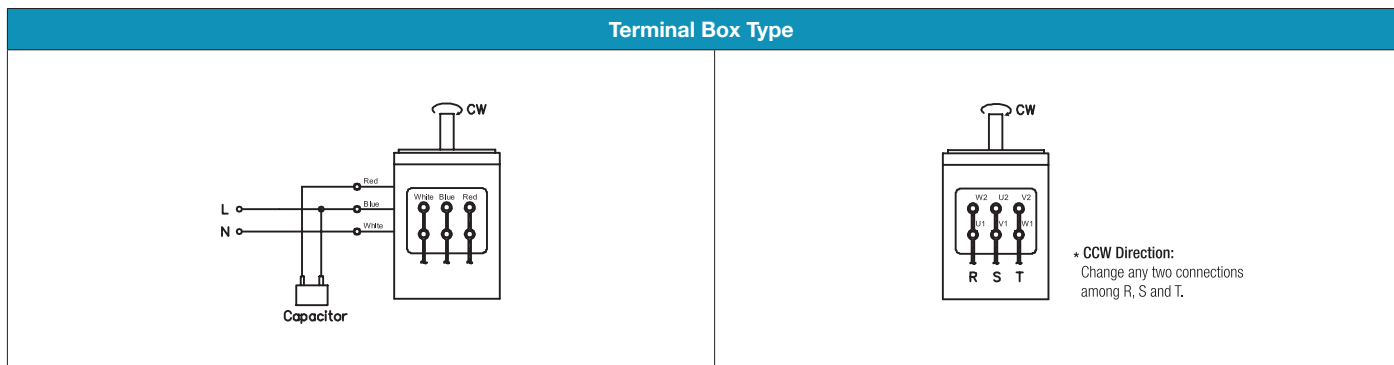 Terminal Box Type
CW
Red
White Blue Red
L
Blue
N
White
Capacitor
CW
W2 U2 V2
U1 V1 W1
R S T
* CCW Direction:
Change any two connections
among R, S and T.